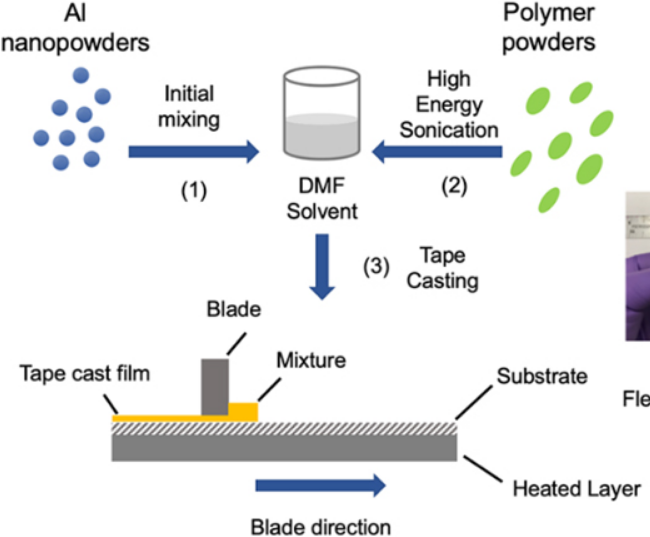 Al
nanopowders
Polymer
powders
Initial
mixing
High
Energy
Sonication
(1)
(2)
DMF
Solvent
(3)
Tape
Casting
Blade
Mixture
Tape cast film
Substrate
Fle
Heated Layer
Blade direction